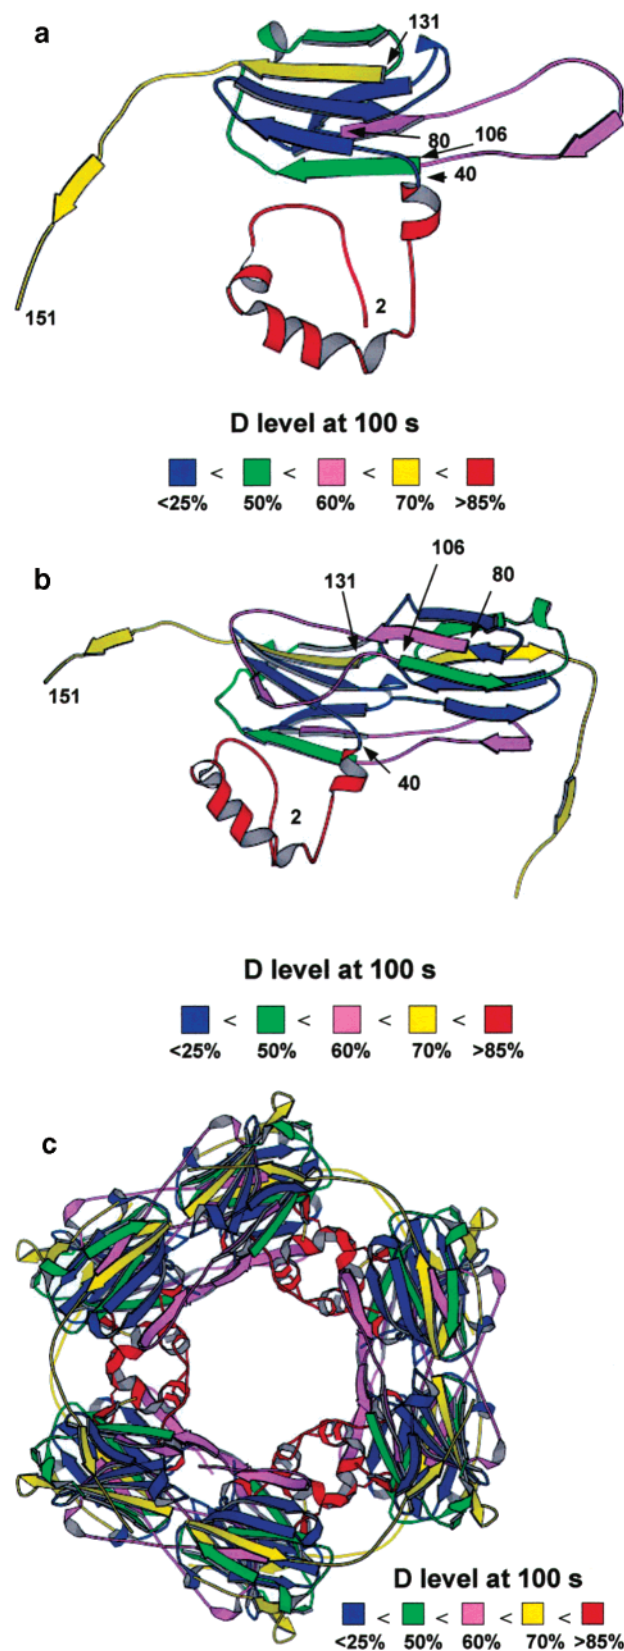 a
131
80
106
40
2
151
D level at 100 s
< < < <
<25% 50% 60% 70% >85%
b
106
131
80
151
40
2
D level at 100 s
< < < <
<25% 50% 60% 70% >85%
c
D level at 100 s
< < < <
<25% 50% 60% 70% >85%